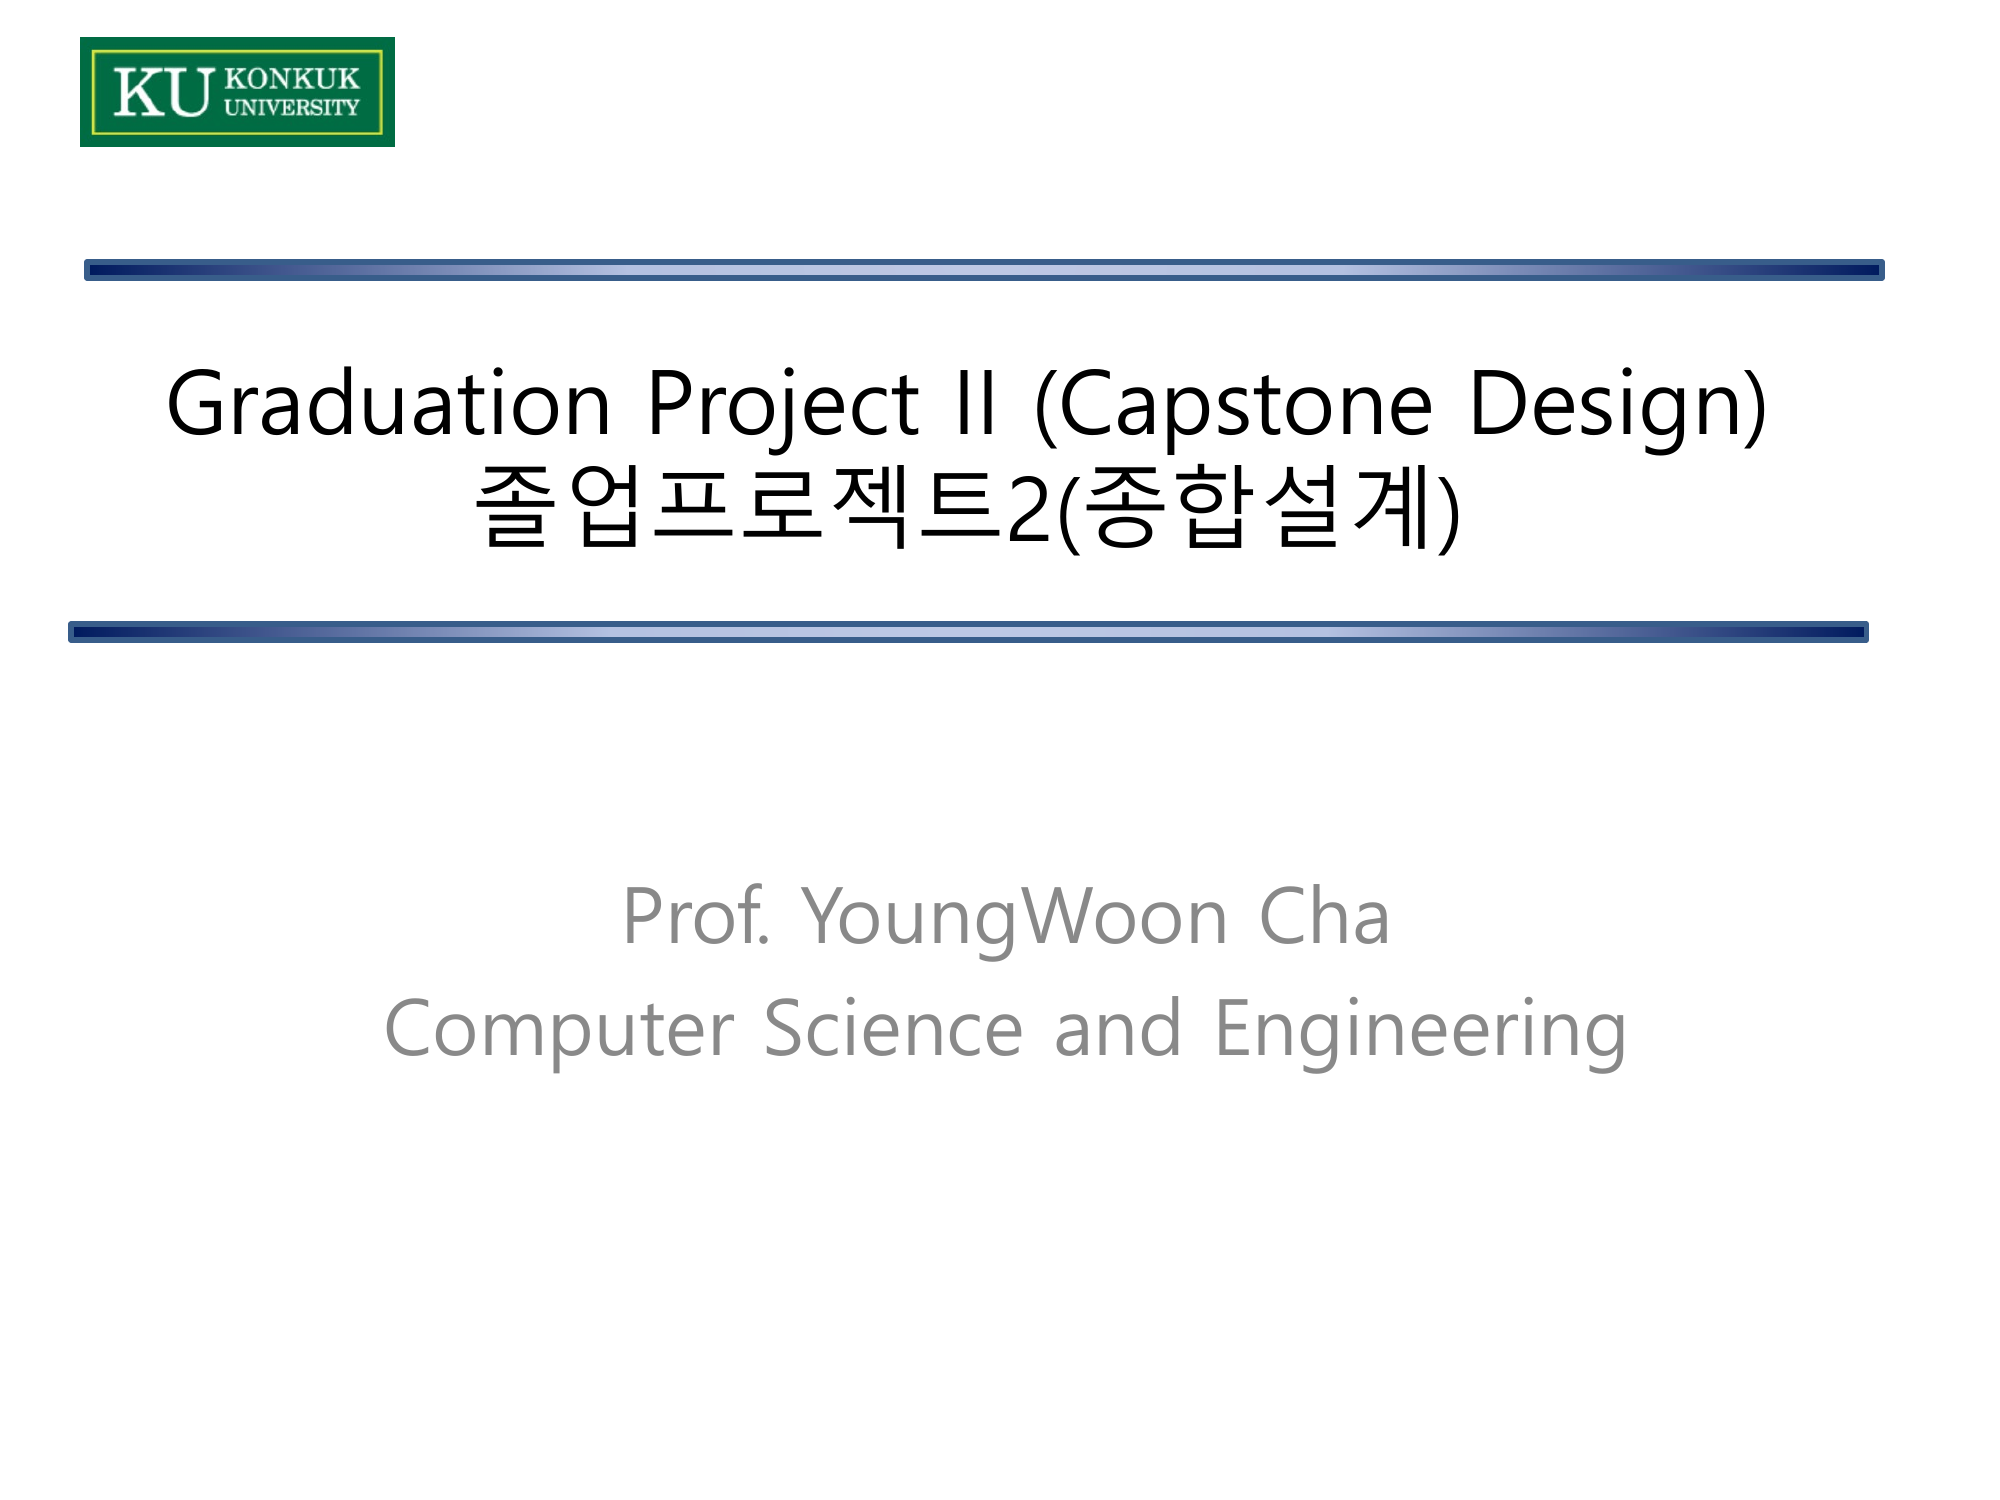 KU KONKUK
UNIVERSITY
Graduation Project II (Capstone Design)
졸업프로젝트2(종합설계)
Prof. YoungWoon Cha
Computer Science and Engineering